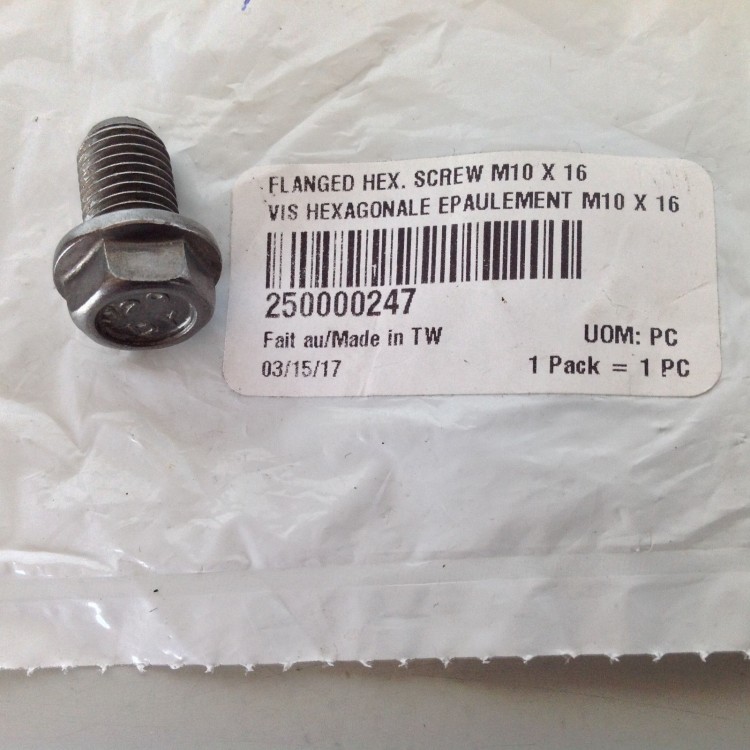 FLANGED HEX. SCREW M10 X 16
VIS HEXAGONALE EPAULEMENT M10 X 16
250000247
Fait au/Made in TW UOM: PC
03/15/17 1 Pack = 1 PC